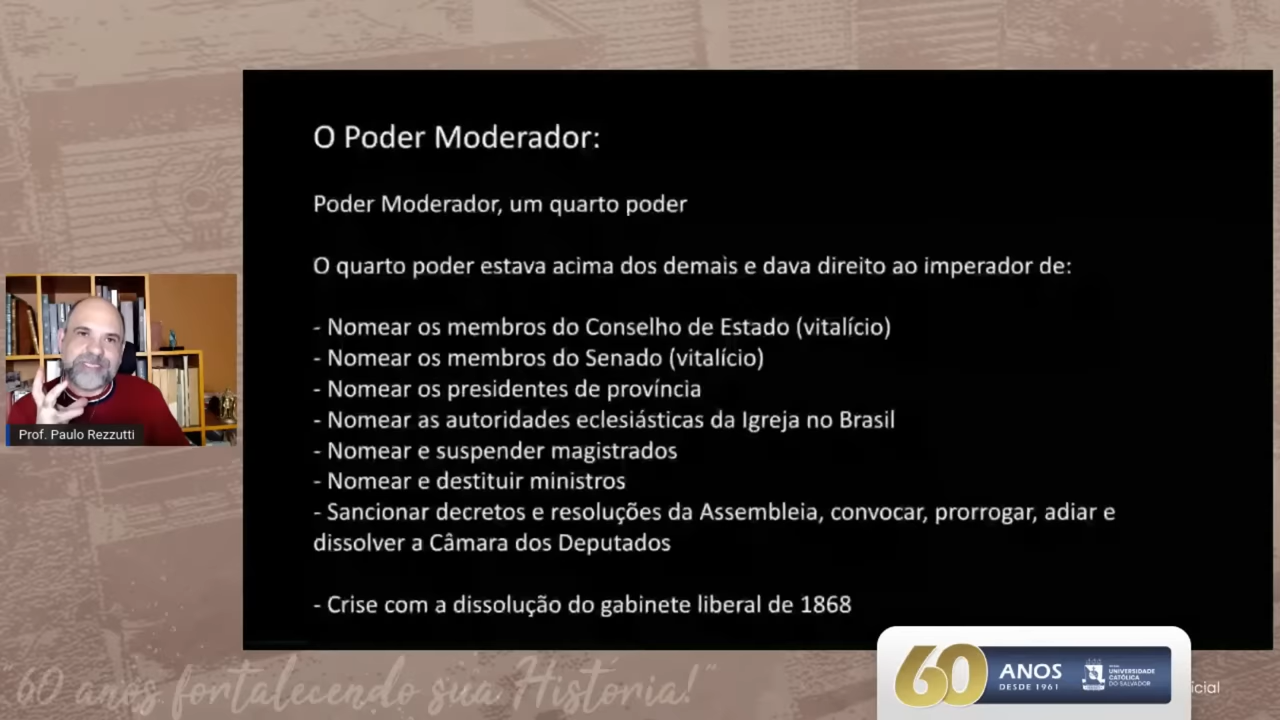 O Poder Moderador:
Poder Moderador, um quarto poder
O quarto poder estava acima dos demais e dava direito ao imperador de:
- Nomear os membros do Conselho de Estado (vitalício)
- Nomear os membros do Senado (vitalício)
- Nomear os presidentes de província
- Nomear as autoridades eclesiásticas da Igreja no Brasil
- Nomear e suspender magistrados
- Nomear e destituir ministros
- Sancionar decretos e resoluções da Assembleia, convocar, prorrogar, adiar e
dissolver a Câmara dos Deputados
- Crise com a dissolução do gabinete liberal de 1868
Prof. Paulo Rezzutti
"60 anos fortalecendo sua História."
60 ANOS
DESDE 1961
UNIVERSIDADE
CATÓLICA
DO SALVADOR
icial